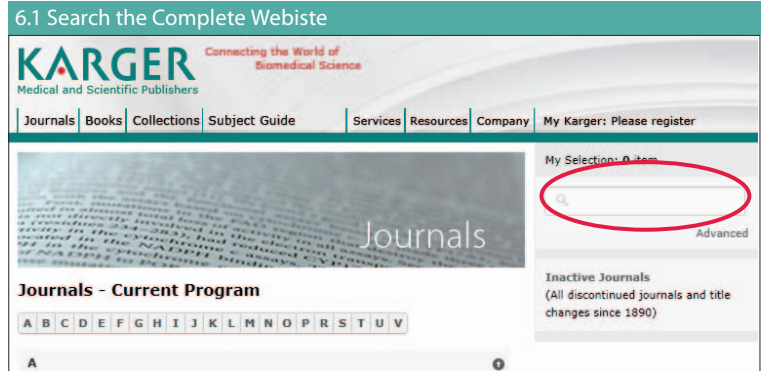 6.1 Search the Complete Webiste
KARGER
Medical and Scientific Publishers
Connecting the World of
Biomedical Science
Journals Books Collections Subject Guide Services Resources Company My Karger: Please register
My Selection: 0 item
Journals
Advanced
Journals - Current Program
Inactive Journals
(All discontinued journals and title
changes since 1890)
A B C D E F G H I J K L M N O P R S T U V
A